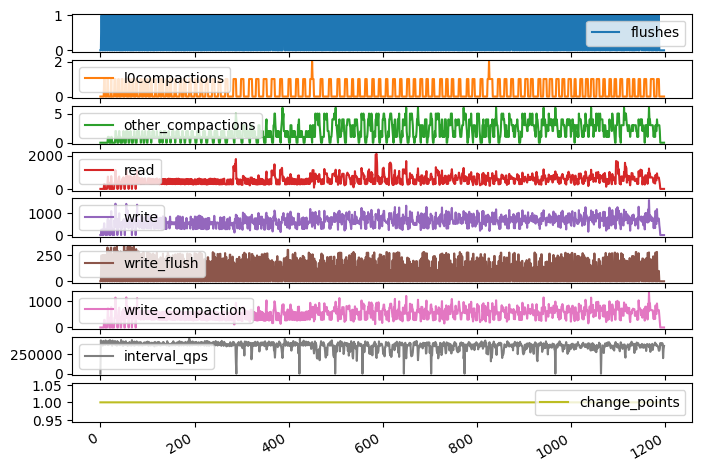 1
flushes
0
2
l0compactions
0
5
other_compactions
0
2000
read
0
1000
write
0
250
write_flush
0
1000
write_compaction
0
250000
interval_qps
0
1.05
1.00
change_points
0.95
0 200 400 600 800 1000 1200